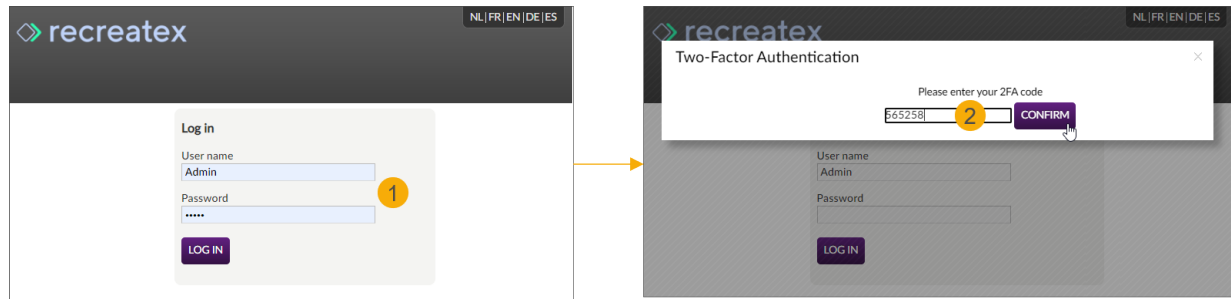 recreatex
NL|FR|EN|DE|ES
Log in
User name
Admin
Password
•••••
LOG IN
1
recreatex
NL|FR|EN|DE|ES
Two-Factor Authentication
×
Please enter your 2FA code
565258
2
CONFIRM
User name
Admin
Password
LOG IN